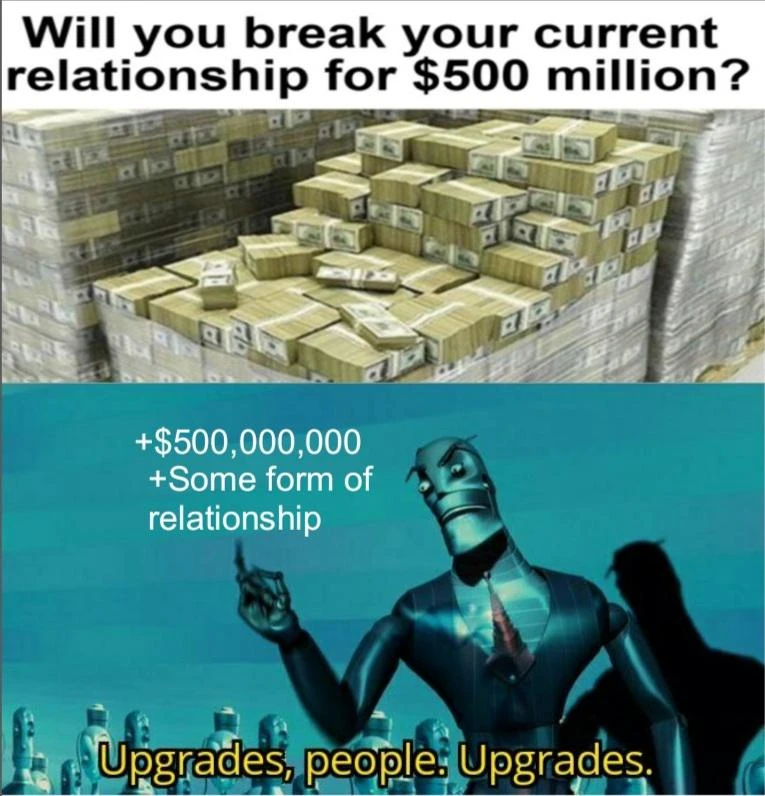 Will you break your current
relationship for $500 million?
+$500,000,000
+Some form of
relationship
Upgrades, people. Upgrades.